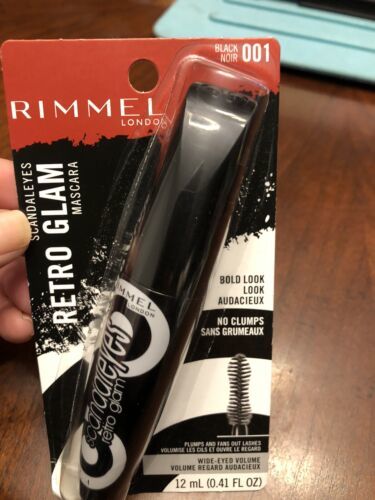 BLACK
NOIR 001
RIMMEL
LONDON
SCANDALEYES
RETRO GLAM
MASCARA
BOLD LOOK
LOOK
AUDACIEUX
NO CLUMPS
SANS GRUMEAUX
RIMMEL
LONDON
scandaleyes
retro glam
PLUMPS AND FANS OUT LASHES
VOLUMISE LES CILS ET OUVRE LE REGARD
WIDE-EYED VOLUME
VOLUME REGARD AUDACIEUX
12 mL (0.41 FL OZ)